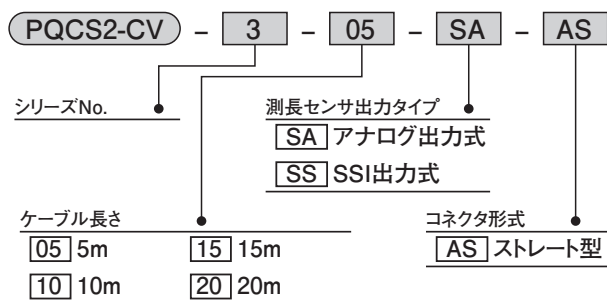 PQCS2-CV - 3 - 05 - SA - AS
シリーズNo.
測長センサ出力タイプ
SA アナログ出力式
SS SSI出力式
ケーブル長さ
05 5m 15 15m
10 10m 20 20m
コネクタ形式
AS ストレート型